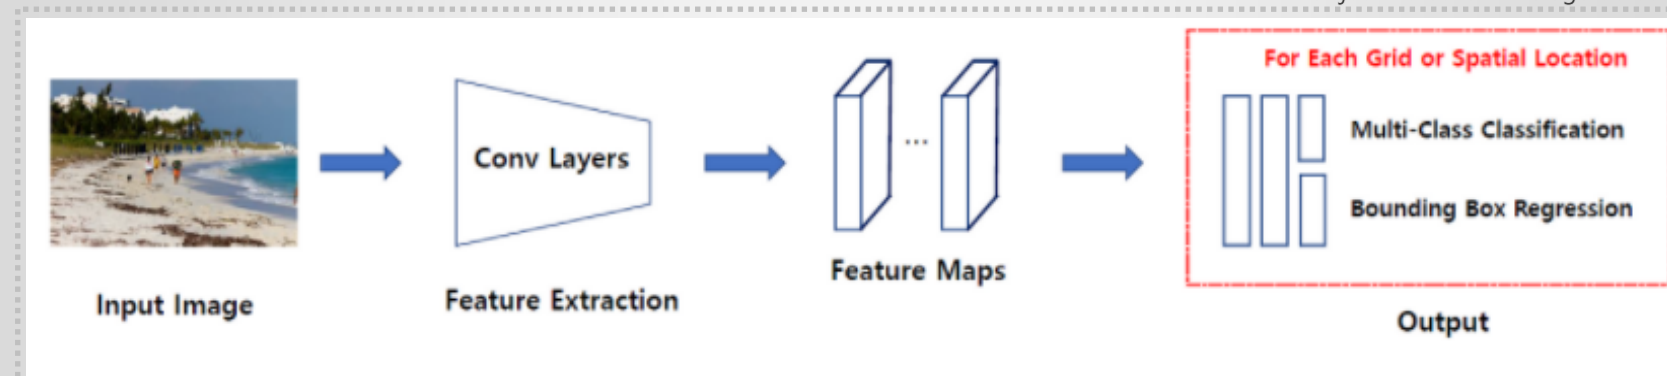 For Each Grid or Spatial Location
Conv Layers
...
Multi-Class Classification
Bounding Box Regression
Feature Maps
Input Image
Feature Extraction
Output